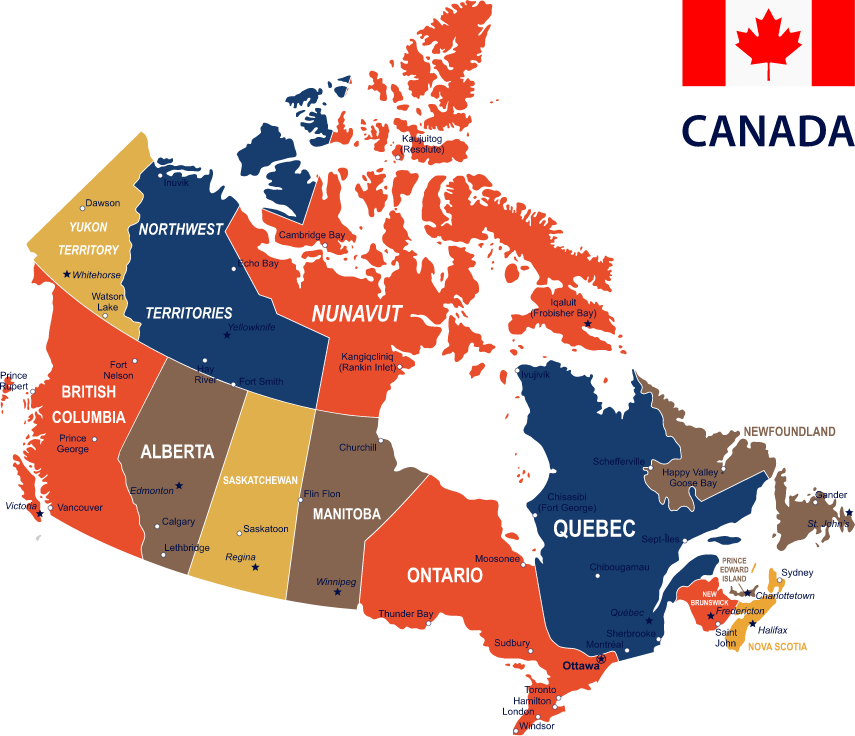 CANADA
Kaujuitog
(Resolute)
Inuvik
Dawson
YUKON
TERRITORY
Whitehorse
Watson
Lake
NORTHWEST
TERRITORIES
Echo Bay
Yellowknife
Hay
River
Fort Smith
Cambridge Bay
NUNAVUT
Iqaluit
(Frobisher Bay)
Kangiqcliniq
(Rankin Inlet)
Prince
Rupert
Fort
Nelson
BRITISH
COLUMBIA
Prince
George
Victoria
Vancouver
ALBERTA
Edmonton
Calgary
Lethbridge
SASKATCHEWAN
Saskatoon
Regina
Churchill
Flin Flon
MANITOBA
Winnipeg
ONTARIO
Moosonee
Thunder Bay
Sudbury
Ottawa
Toronto
Hamilton
London
Windsor
Ivujivik
Chisasibi
(Fort George)
QUEBEC
Schefferville
Sept-Îles
Chibougamau
Québec
Sherbrooke
Montréal
NEWFOUNDLAND
Happy Valley
Goose Bay
Gander
St. John's
PRINCE
EDWARD
ISLAND
Charlottetown
Sydney
NEW
BRUNSWICK
Fredericton
Saint
John
Halifax
NOVA SCOTIA